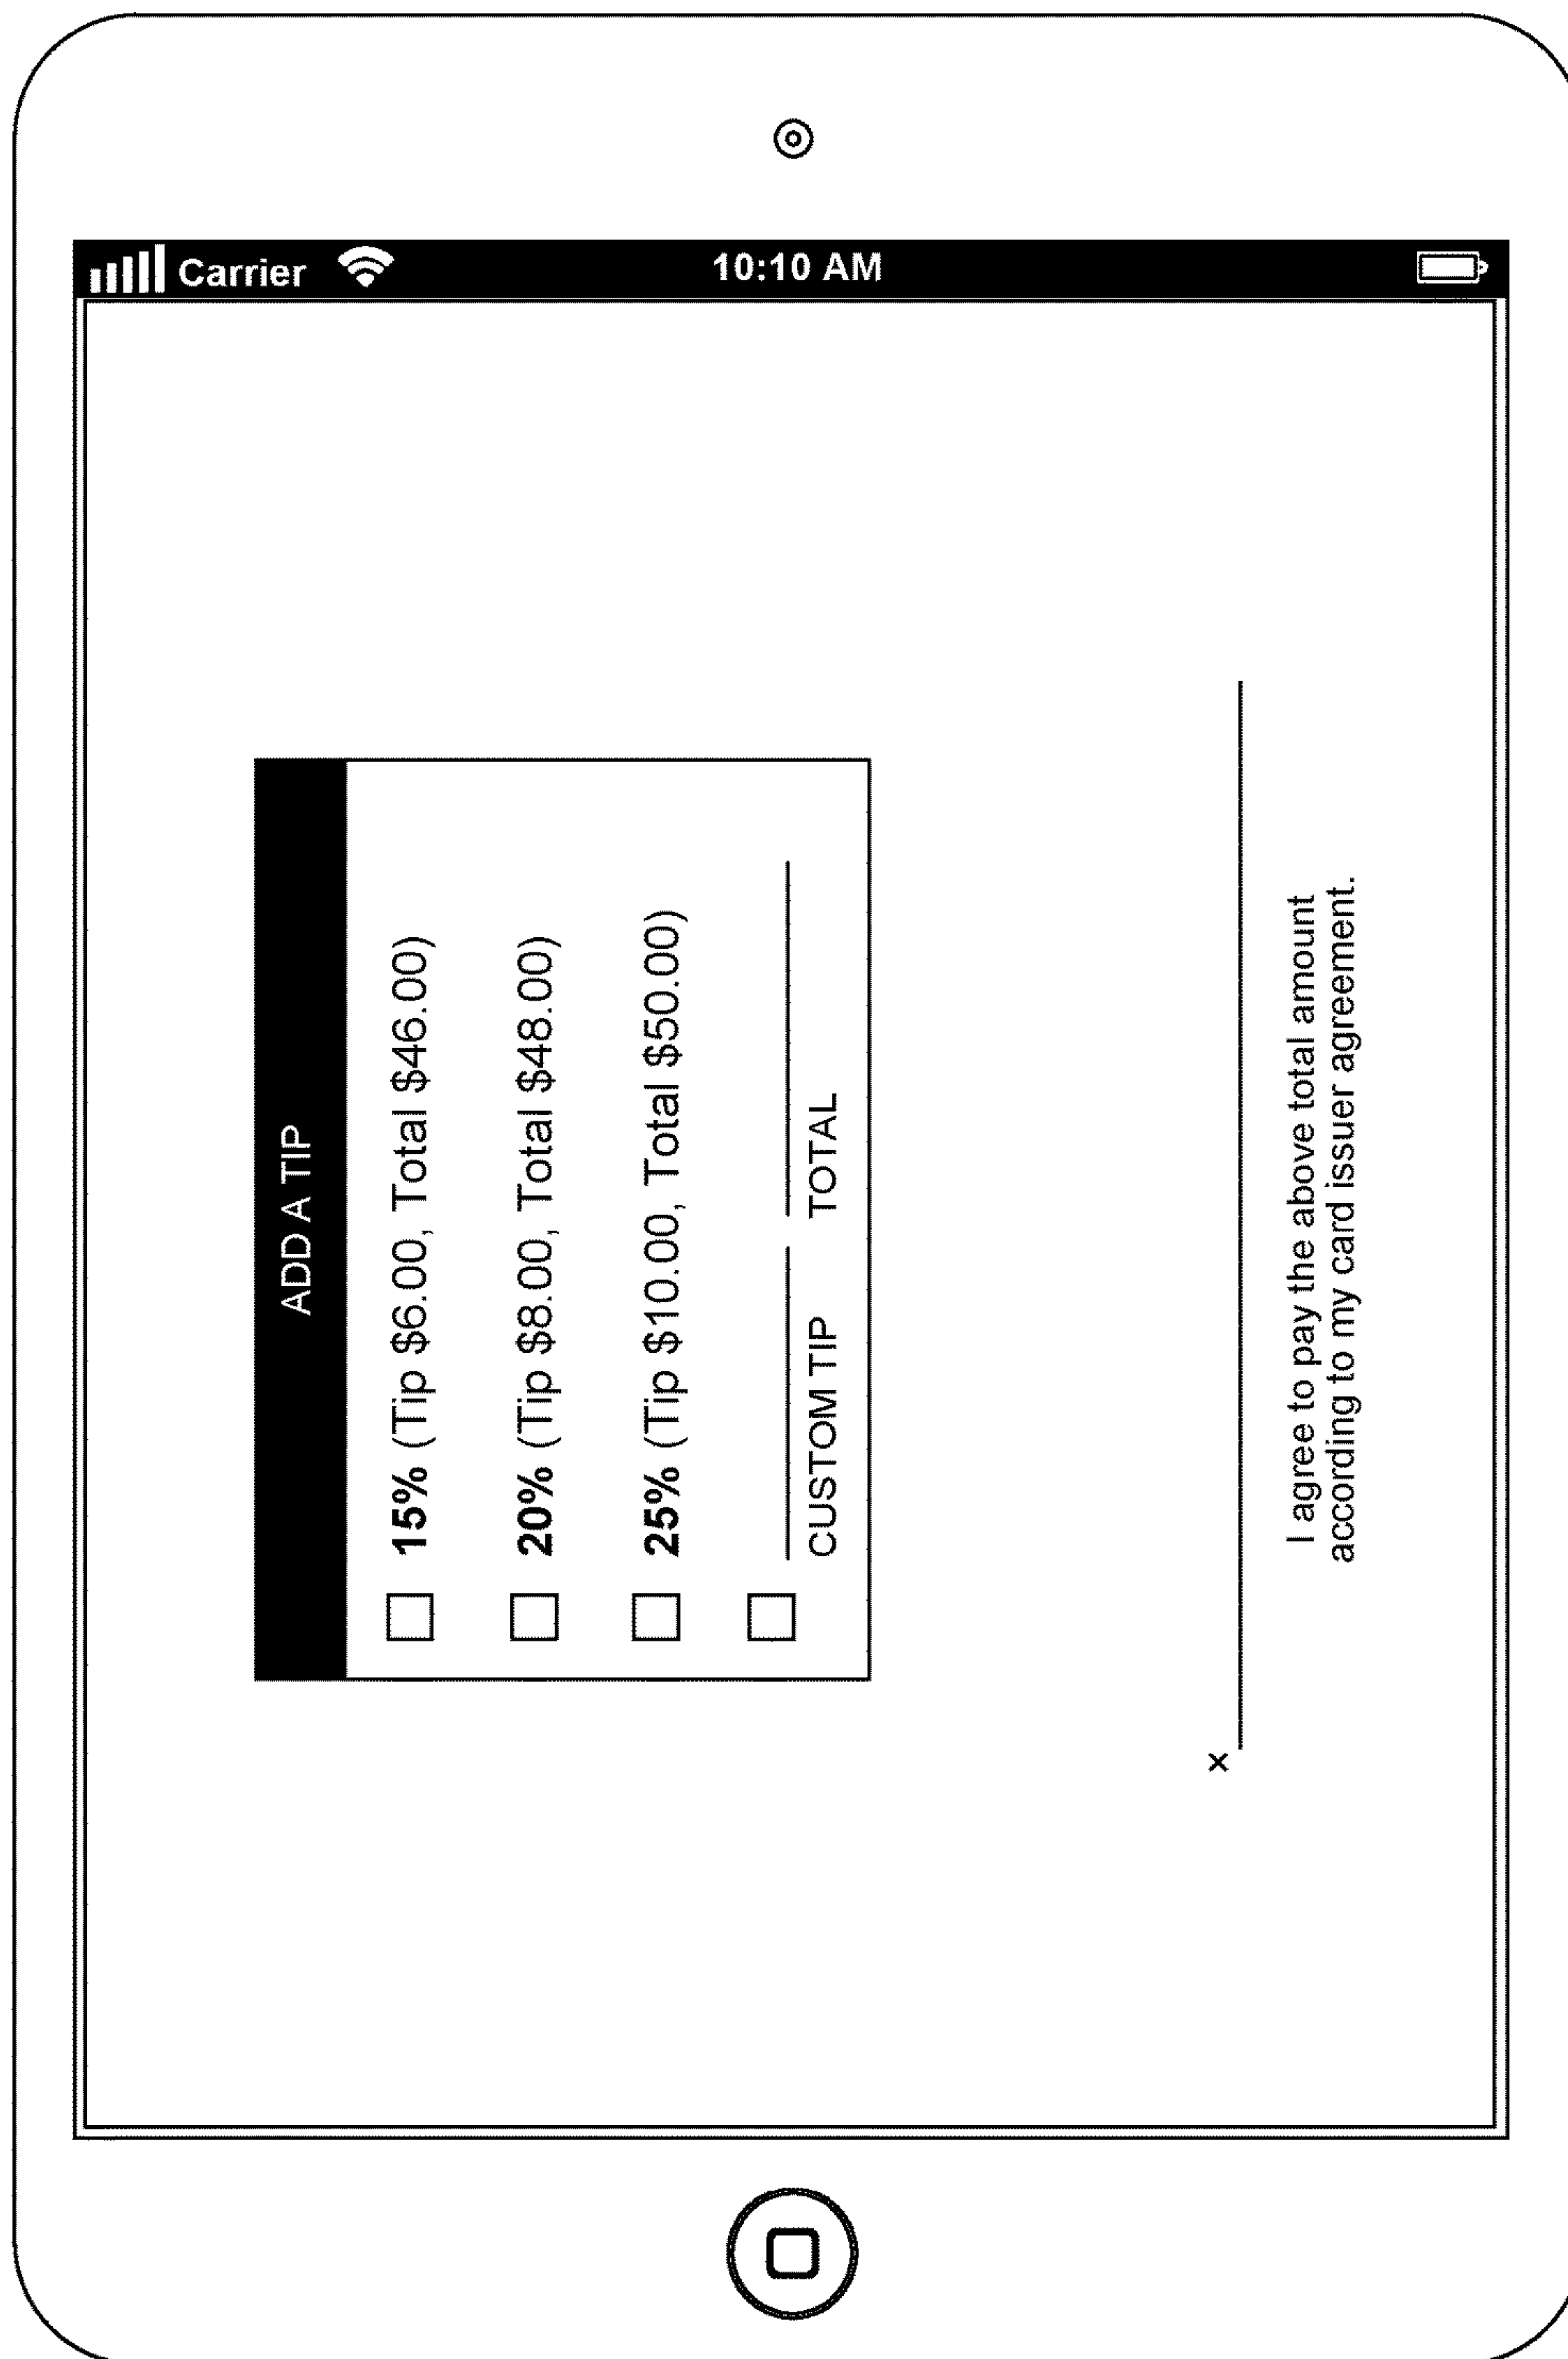 Carrier 10:10 AM
ADD A TIP
15% (Tip $6.00, Total $46.00)
20% (Tip $8.00, Total $48.00)
25% (Tip $10.00, Total $50.00)
CUSTOM TIP TOTAL
×
I agree to pay the above total amount
according to my card issuer agreement.